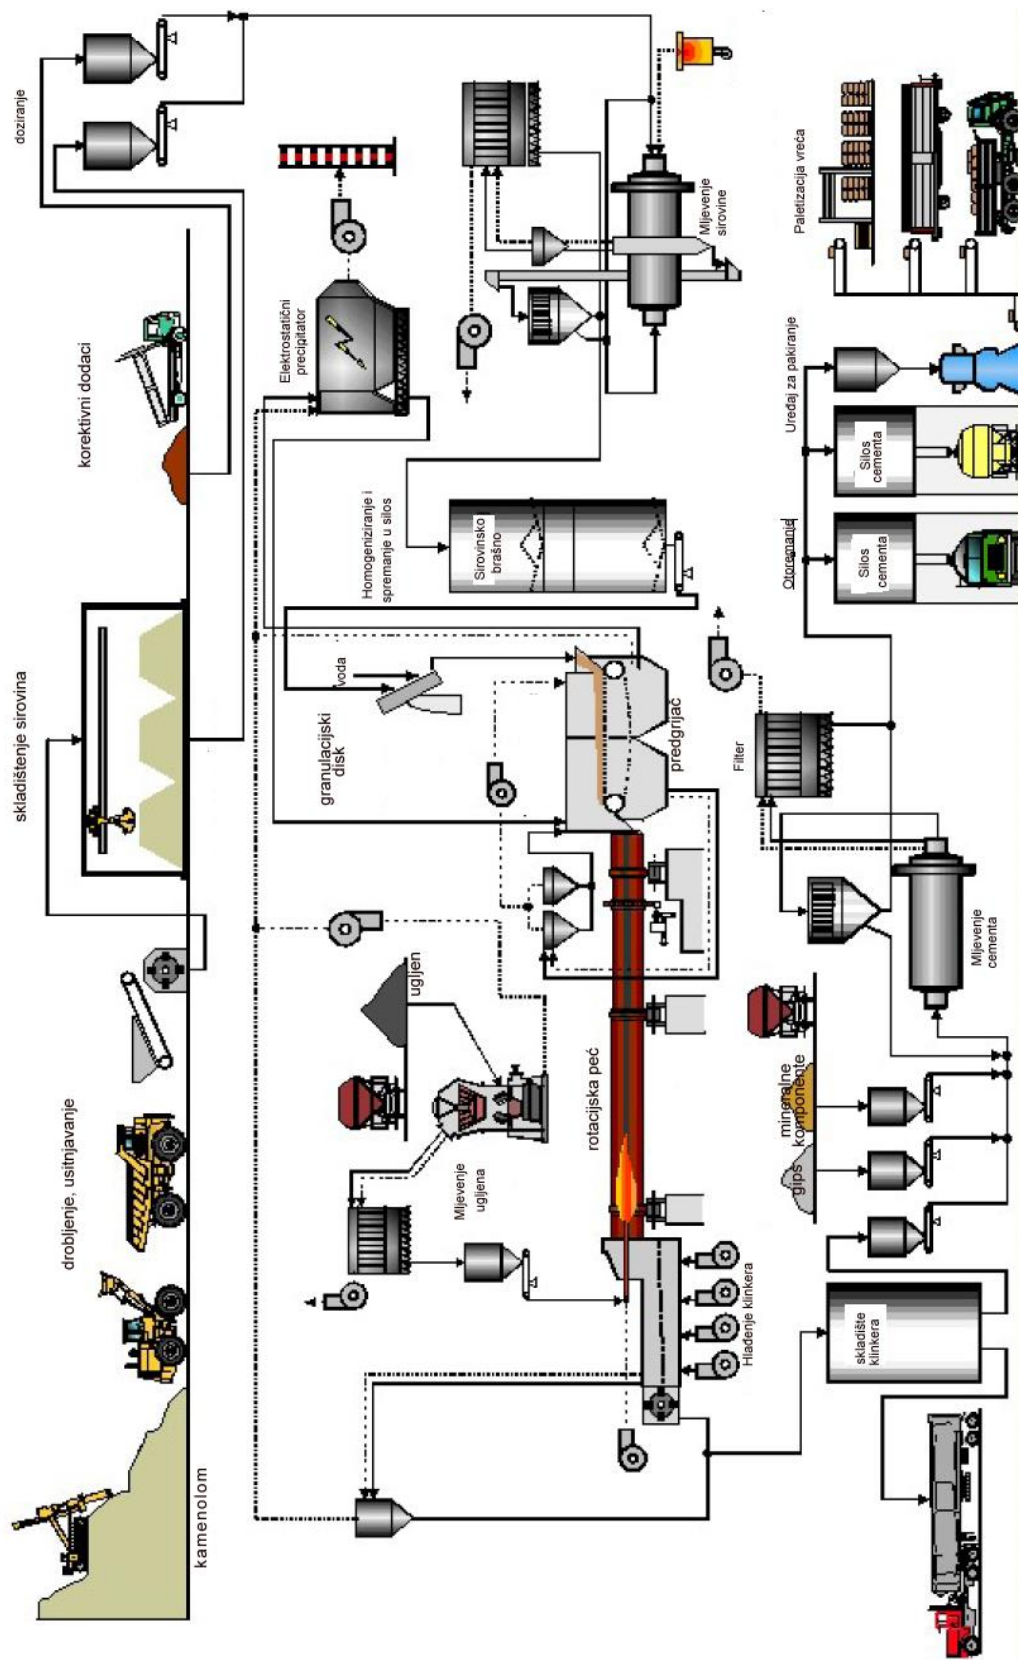 kamenolom
drobljenje, usitnjavanje
skladištenje sirovina
korektivni dodaci
doziranje
Elektrostatični
precipitator
Mljevenje
sirovine
Homogeniziranje i
spremanje u silos
Sirovinsko
brašno
voda
granulacijski
disk
predgrijač
ugljen
Mljevenje
ugljena
rotacijska peć
Hlađenje klinkera
skladište
klinkera
gips
mineralne
komponente
Mljevenje
cementa
Filter
Otpremanje
Silos
cementa
Silos
cementa
Uređaj za pakiranje
Paletizacija vreća